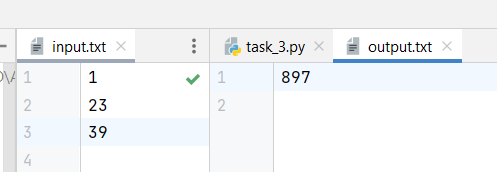 input.txt
task_3.py
output.txt
1 1
2 23
3 39
4
1 897
2